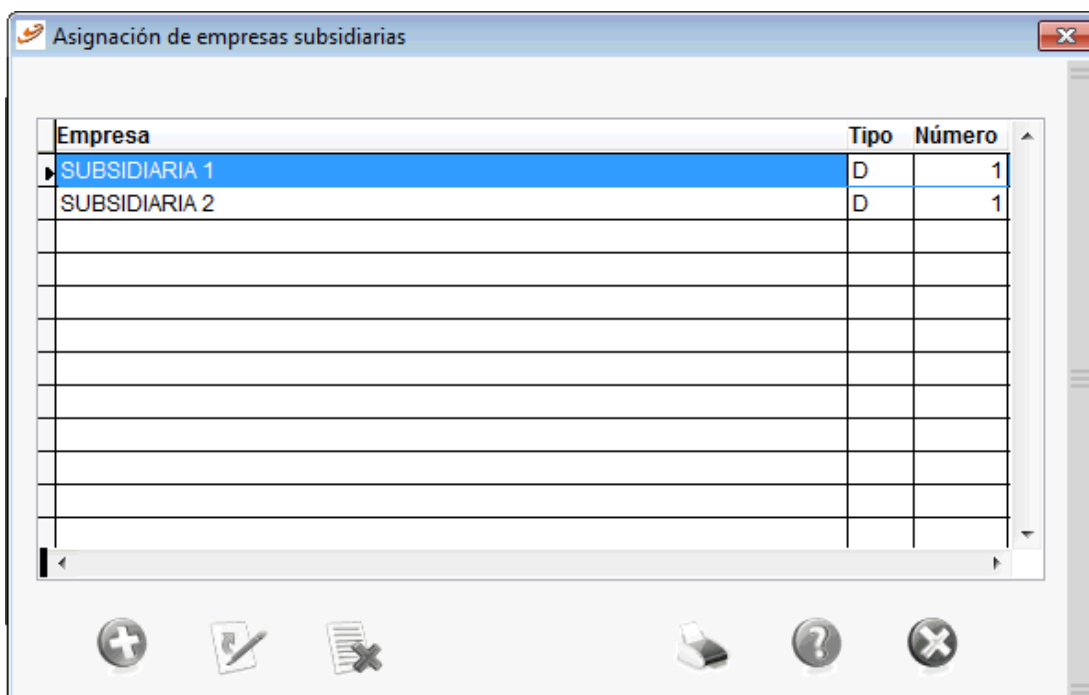 Asignación de empresas subsidiarias
Empresa Tipo Número
SUBSIDIARIA 1 D 1
SUBSIDIARIA 2 D 1